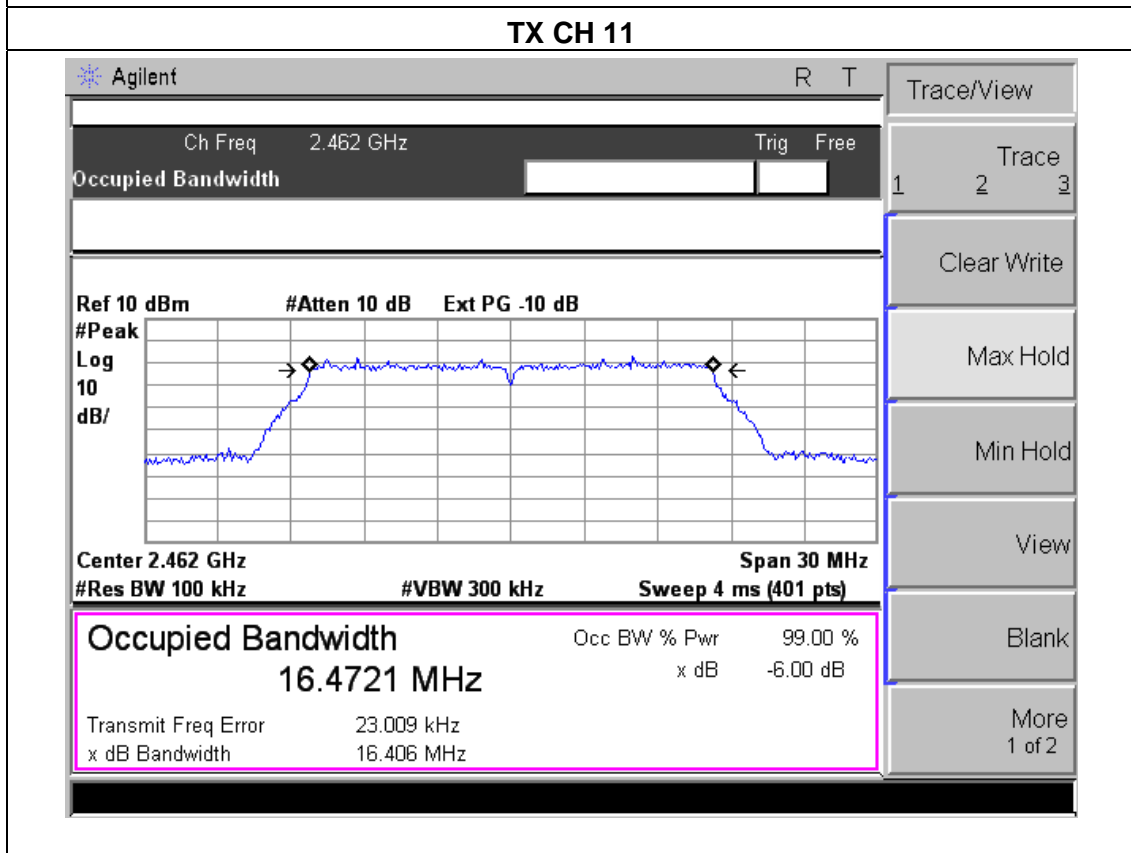 TX CH 11
Agilent R T
Ch Freq 2.462 GHz Trig Free
Occupied Bandwidth
Ref 10 dBm #Atten 10 dB Ext PG -10 dB
#Peak
Log
10
dB/
Center 2.462 GHz Span 30 MHz
#Res BW 100 kHz #VBW 300 kHz Sweep 4 ms (401 pts)
Occupied Bandwidth Occ BW % Pwr 99.00 %
16.4721 MHz x dB -6.00 dB
Transmit Freq Error 23.009 kHz
x dB Bandwidth 16.406 MHz
Trace/View
Trace
1 2 3
Clear Write
Max Hold
Min Hold
View
Blank
More
1 of 2